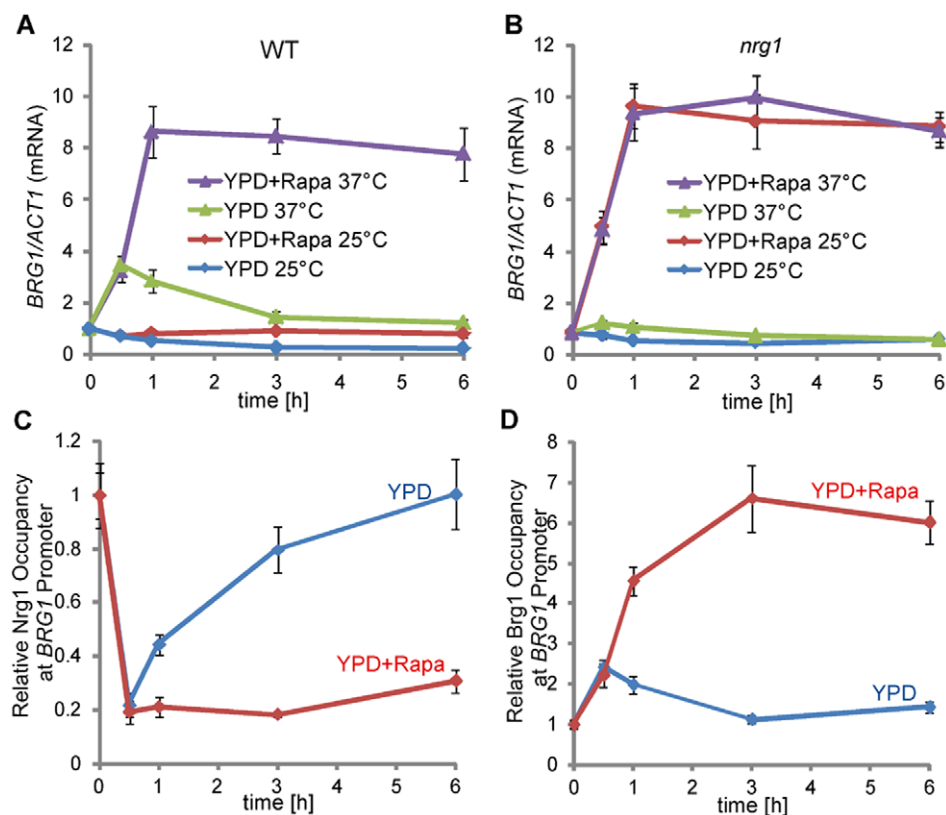 A
WT
12
10
8
6
4
2
0
BRG1/ACT1 (mRNA)
YPD+Rapa 37°C
YPD 37°C
YPD+Rapa 25°C
YPD 25°C
0 1 2 3 4 5 6
time [h]
B
nrg1
12
10
8
6
4
2
0
BRG1/ACT1 (mRNA)
YPD+Rapa 37°C
YPD 37°C
YPD+Rapa 25°C
YPD 25°C
0 1 2 3 4 5 6
time [h]
C
1.2
1
0.8
0.6
0.4
0.2
0
Relative Nrg1 Occupancy
at BRG1 Promoter
YPD
YPD+Rapa
0 1 2 3 4 5 6
time [h]
D
8
7
6
5
4
3
2
1
0
Relative Brg1 Occupancy
at BRG1 Promoter
YPD+Rapa
YPD
0 1 2 3 4 5 6
time [h]